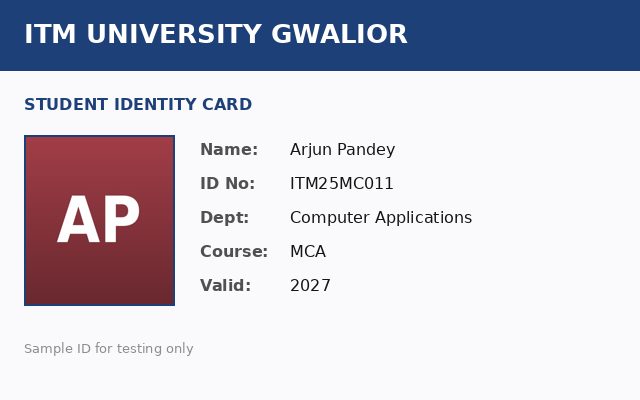 ITM UNIVERSITY GWALIOR
STUDENT IDENTITY CARD
AP
Name: Arjun Pandey
ID No: ITM25MC011
Dept: Computer Applications
Course: MCA
Valid: 2027
Sample ID for testing only